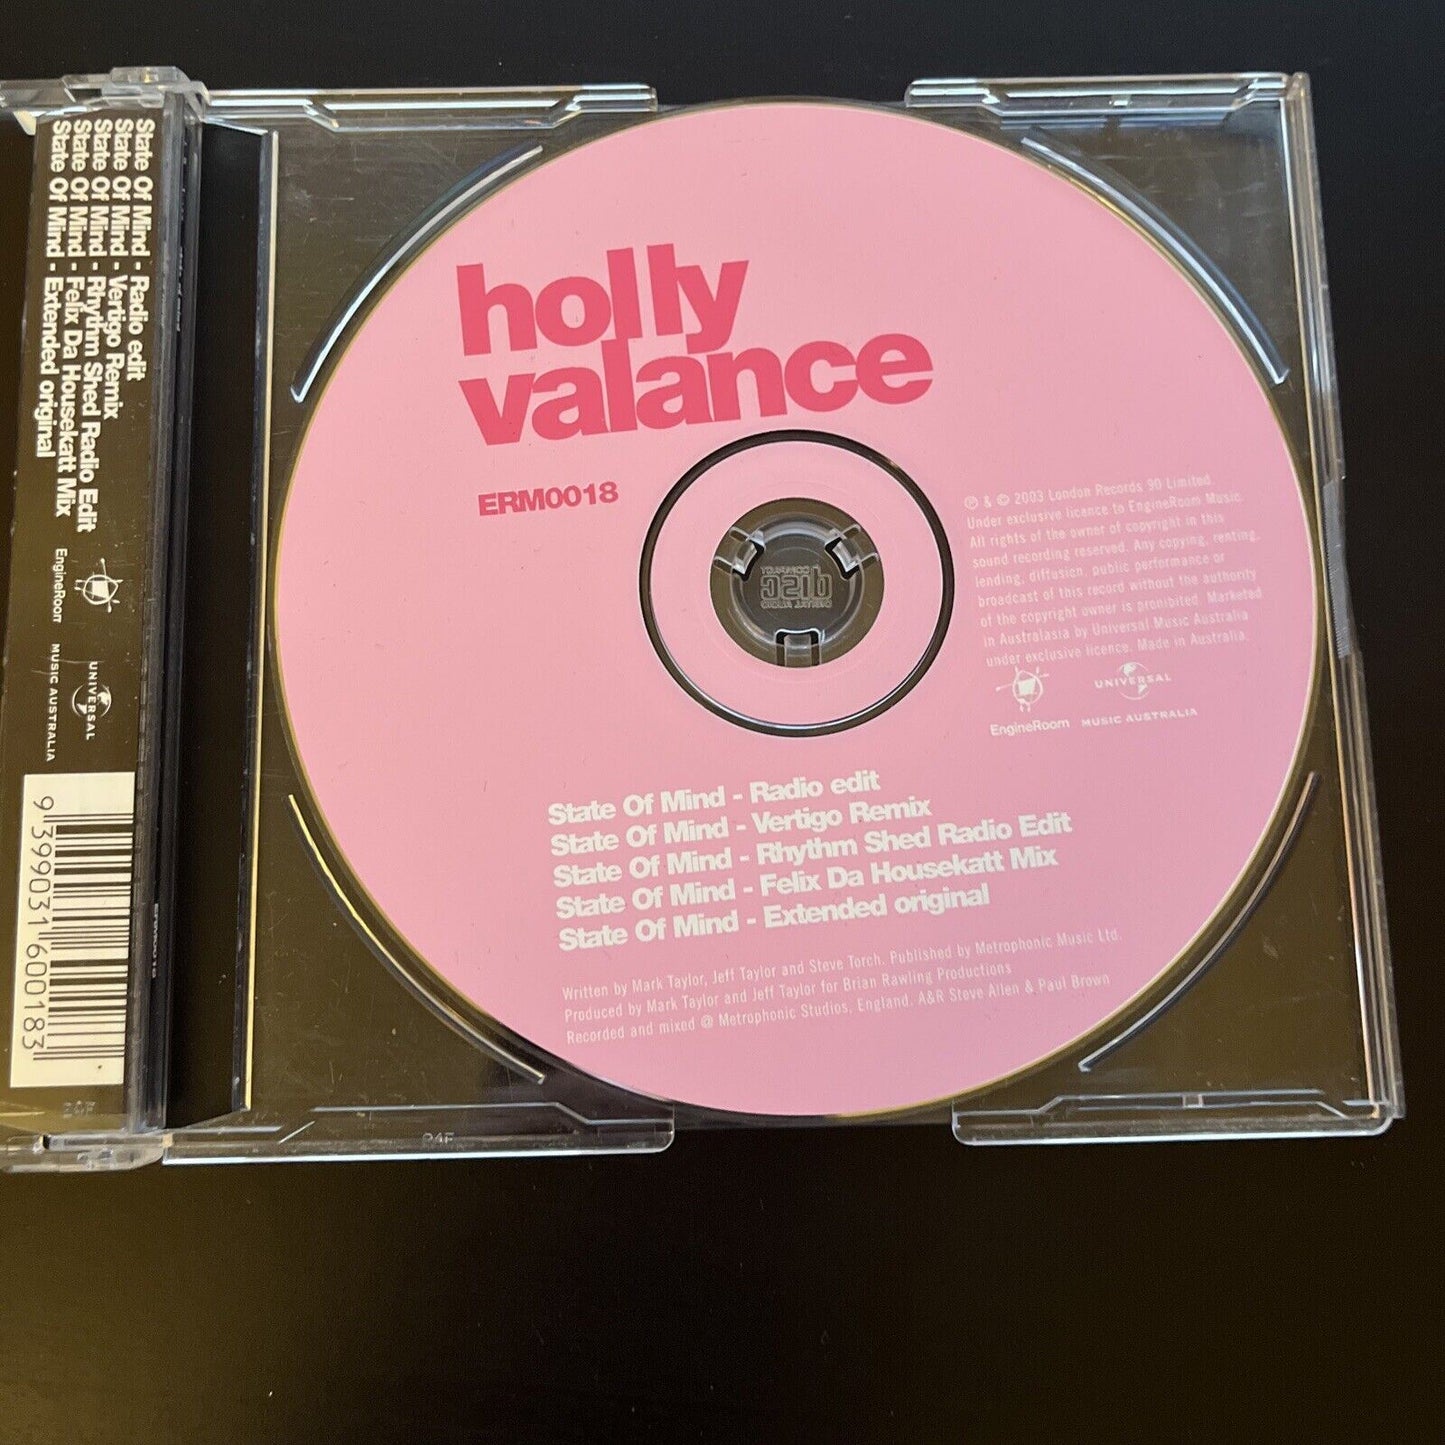 State Of Mind - Radio edit
State Of Mind - Vertigo Remix
State Of Mind - Rhythm Shed Radio Edit
State Of Mind - Felix Da Housekatt Mix
State Of Mind - Extended original
EngineRoom
UNIVERSAL
MUSIC AUSTRALIA
9 399031 600183
holly
valance
ERM0018
℗ & © 2003 London Records 90 Limited.
Under exclusive licence to EngineRoom Music.
All rights of the owner of copyright in this
sound recording reserved. Any copying, renting,
lending, diffusion, public performance or
broadcast of this record without the authority
of the copyright owner is prohibited. Marketed
in Australasia by Universal Music Australia
under exclusive licence. Made in Australia.
EngineRoom
UNIVERSAL
MUSIC AUSTRALIA
COMPACT
disc
DIGITAL AUDIO
State Of Mind - Radio edit
State Of Mind - Vertigo Remix
State Of Mind - Rhythm Shed Radio Edit
State Of Mind - Felix Da Housekatt Mix
State Of Mind - Extended original
Written by Mark Taylor, Jeff Taylor and Steve Torch. Published by Metrophonic Music Ltd.
Produced by Mark Taylor and Jeff Taylor for Brian Rawling Productions
Recorded and mixed @ Metrophonic Studios, England. A&R Steve Allen & Paul Brown